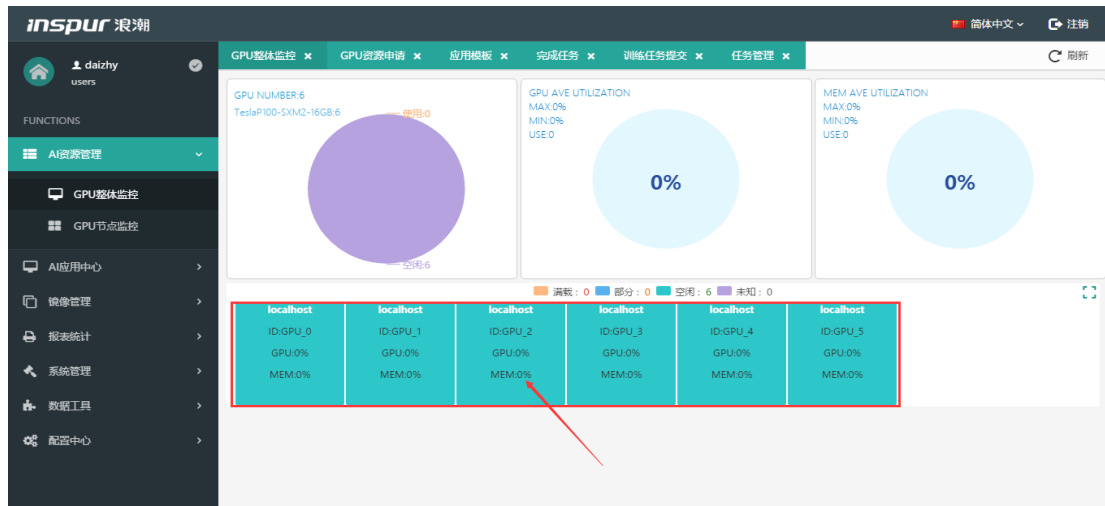 inspur 浪潮
简体中文
注销
daizhy
users
GPU整体监控 × GPU资源申请 × 应用模板 × 完成任务 × 训练任务提交 × 任务管理 ×
刷新
FUNCTIONS
AI资源管理
GPU整体监控
GPU节点监控
AI应用中心
镜像管理
报表统计
系统管理
数据工具
配置中心
GPU NUMBER:6
TeslaP100-SXM2-16GB:6
使用:0
空闲:6
GPU AVE UTILIZATION
MAX:0%
MIN:0%
USE:0
0%
MEM AVE UTILIZATION
MAX:0%
MIN:0%
USE:0
0%
满载: 0 部分: 0 空闲: 6 未知: 0
localhost localhost localhost localhost localhost localhost
ID:GPU_0 ID:GPU_1 ID:GPU_2 ID:GPU_3 ID:GPU_4 ID:GPU_5
GPU:0% GPU:0% GPU:0% GPU:0% GPU:0% GPU:0%
MEM:0% MEM:0% MEM:0% MEM:0% MEM:0% MEM:0%